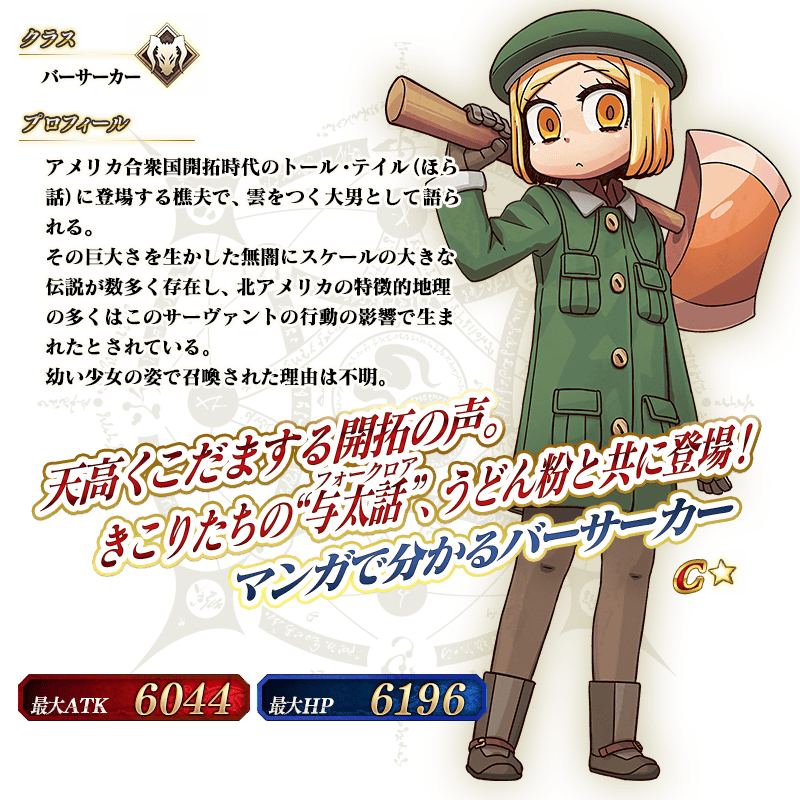 クラス
バーサーカー
プロフィール
アメリカ合衆国開拓時代のトール・テイル（ほら
話）に登場する樵夫で、雲をつく大男として語ら
れる。
その巨大さを生かした無闇にスケールの大きな
伝説が数多く存在し、北アメリカの特徴的地理
の多くはこのサーヴァントの行動の影響で生ま
れたとされている。
幼い少女の姿で召喚された理由は不明。
天高くこだまする開拓の声。
フォークロア
きこりたちの“与太話”、うどん粉と共に登場！
マンガで分かるバーサーカー
C
最大ATK 6044
最大HP 6196